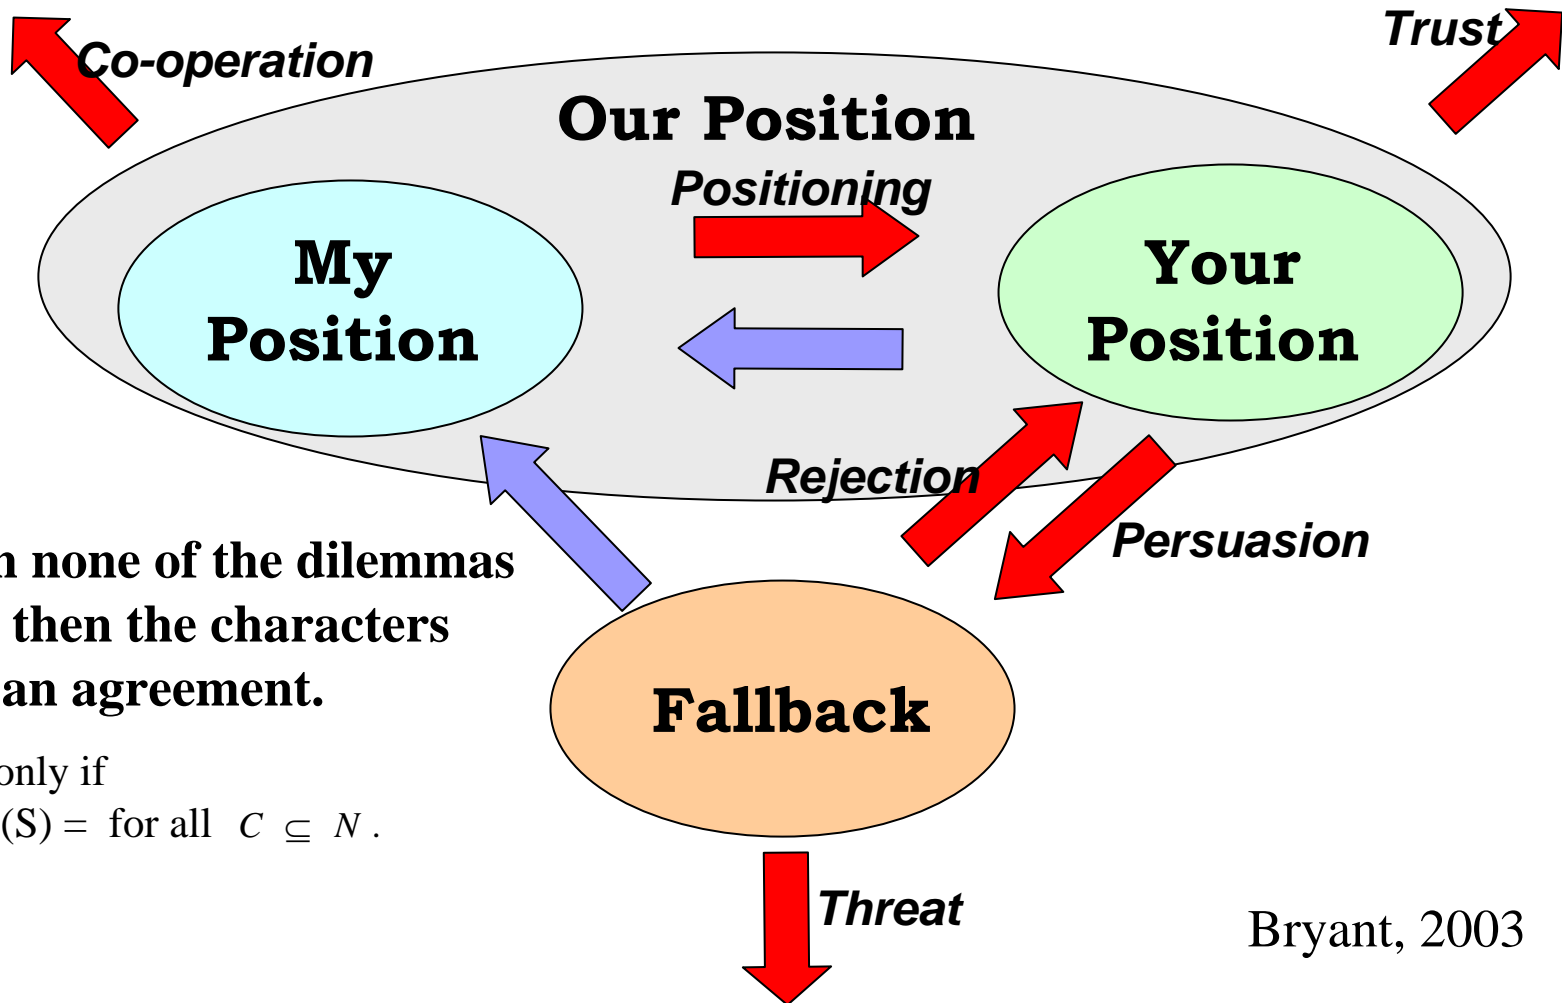 Co-operation
Trust
Our Position
Positioning
My
Position
Your
Position
Rejection
Persuasion
none of the dilemmas
then the characters
an agreement.
only if
(S) = for all C ⊆ N .
Fallback
Threat
Bryant, 2003